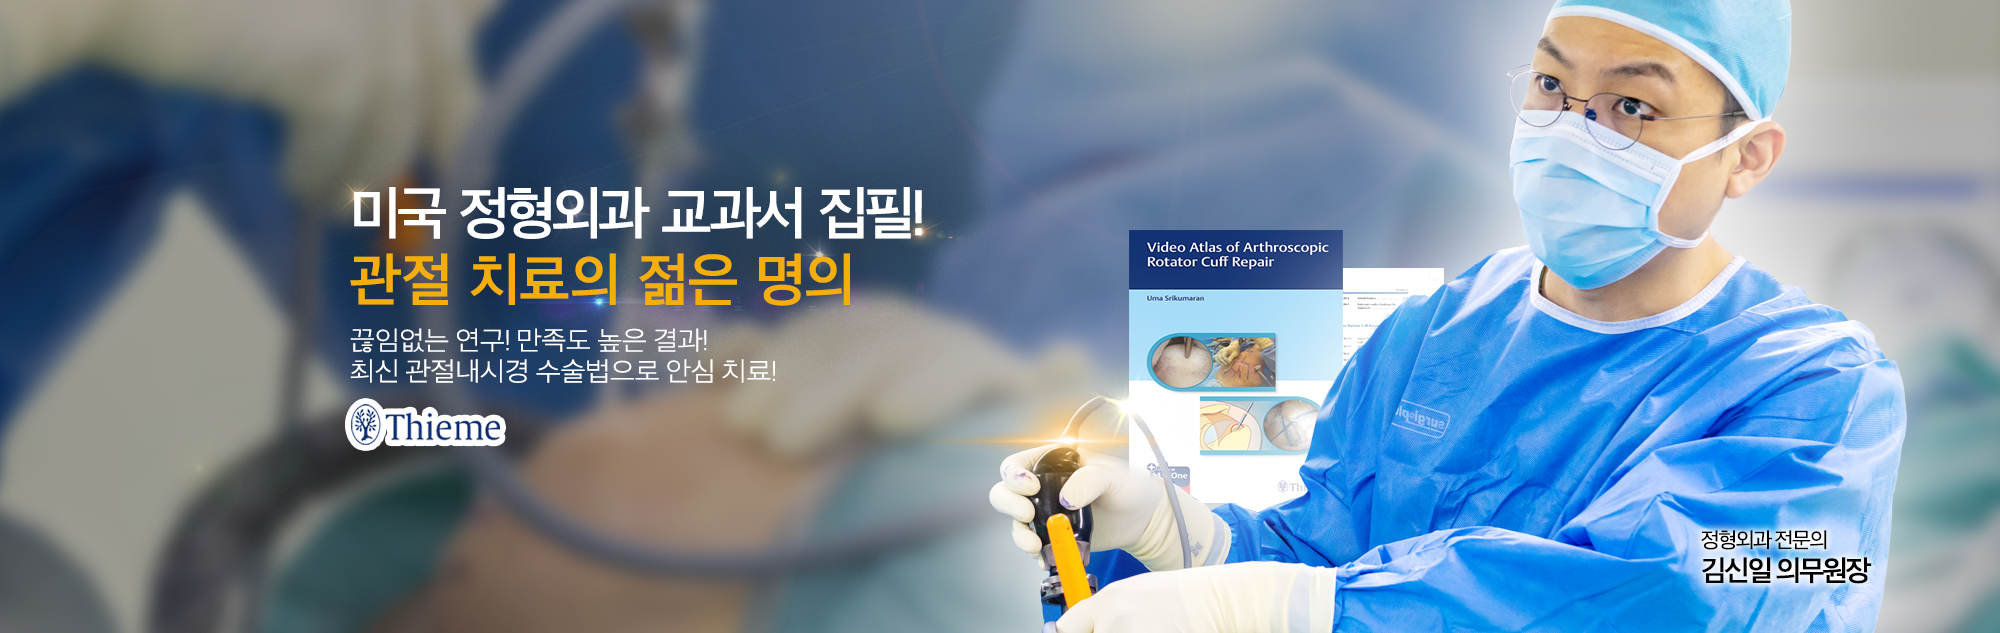 미국 정형외과 교과서 집필!
관절 치료의 젊은 명의
끊임없는 연구! 만족도 높은 결과!
최신 관절내시경 수술법으로 안심 치료!
Thieme
Video Atlas of Arthroscopic
Rotator Cuff Repair
Uma Srikumaran
One
정형외과 전문의
김신일 의무원장